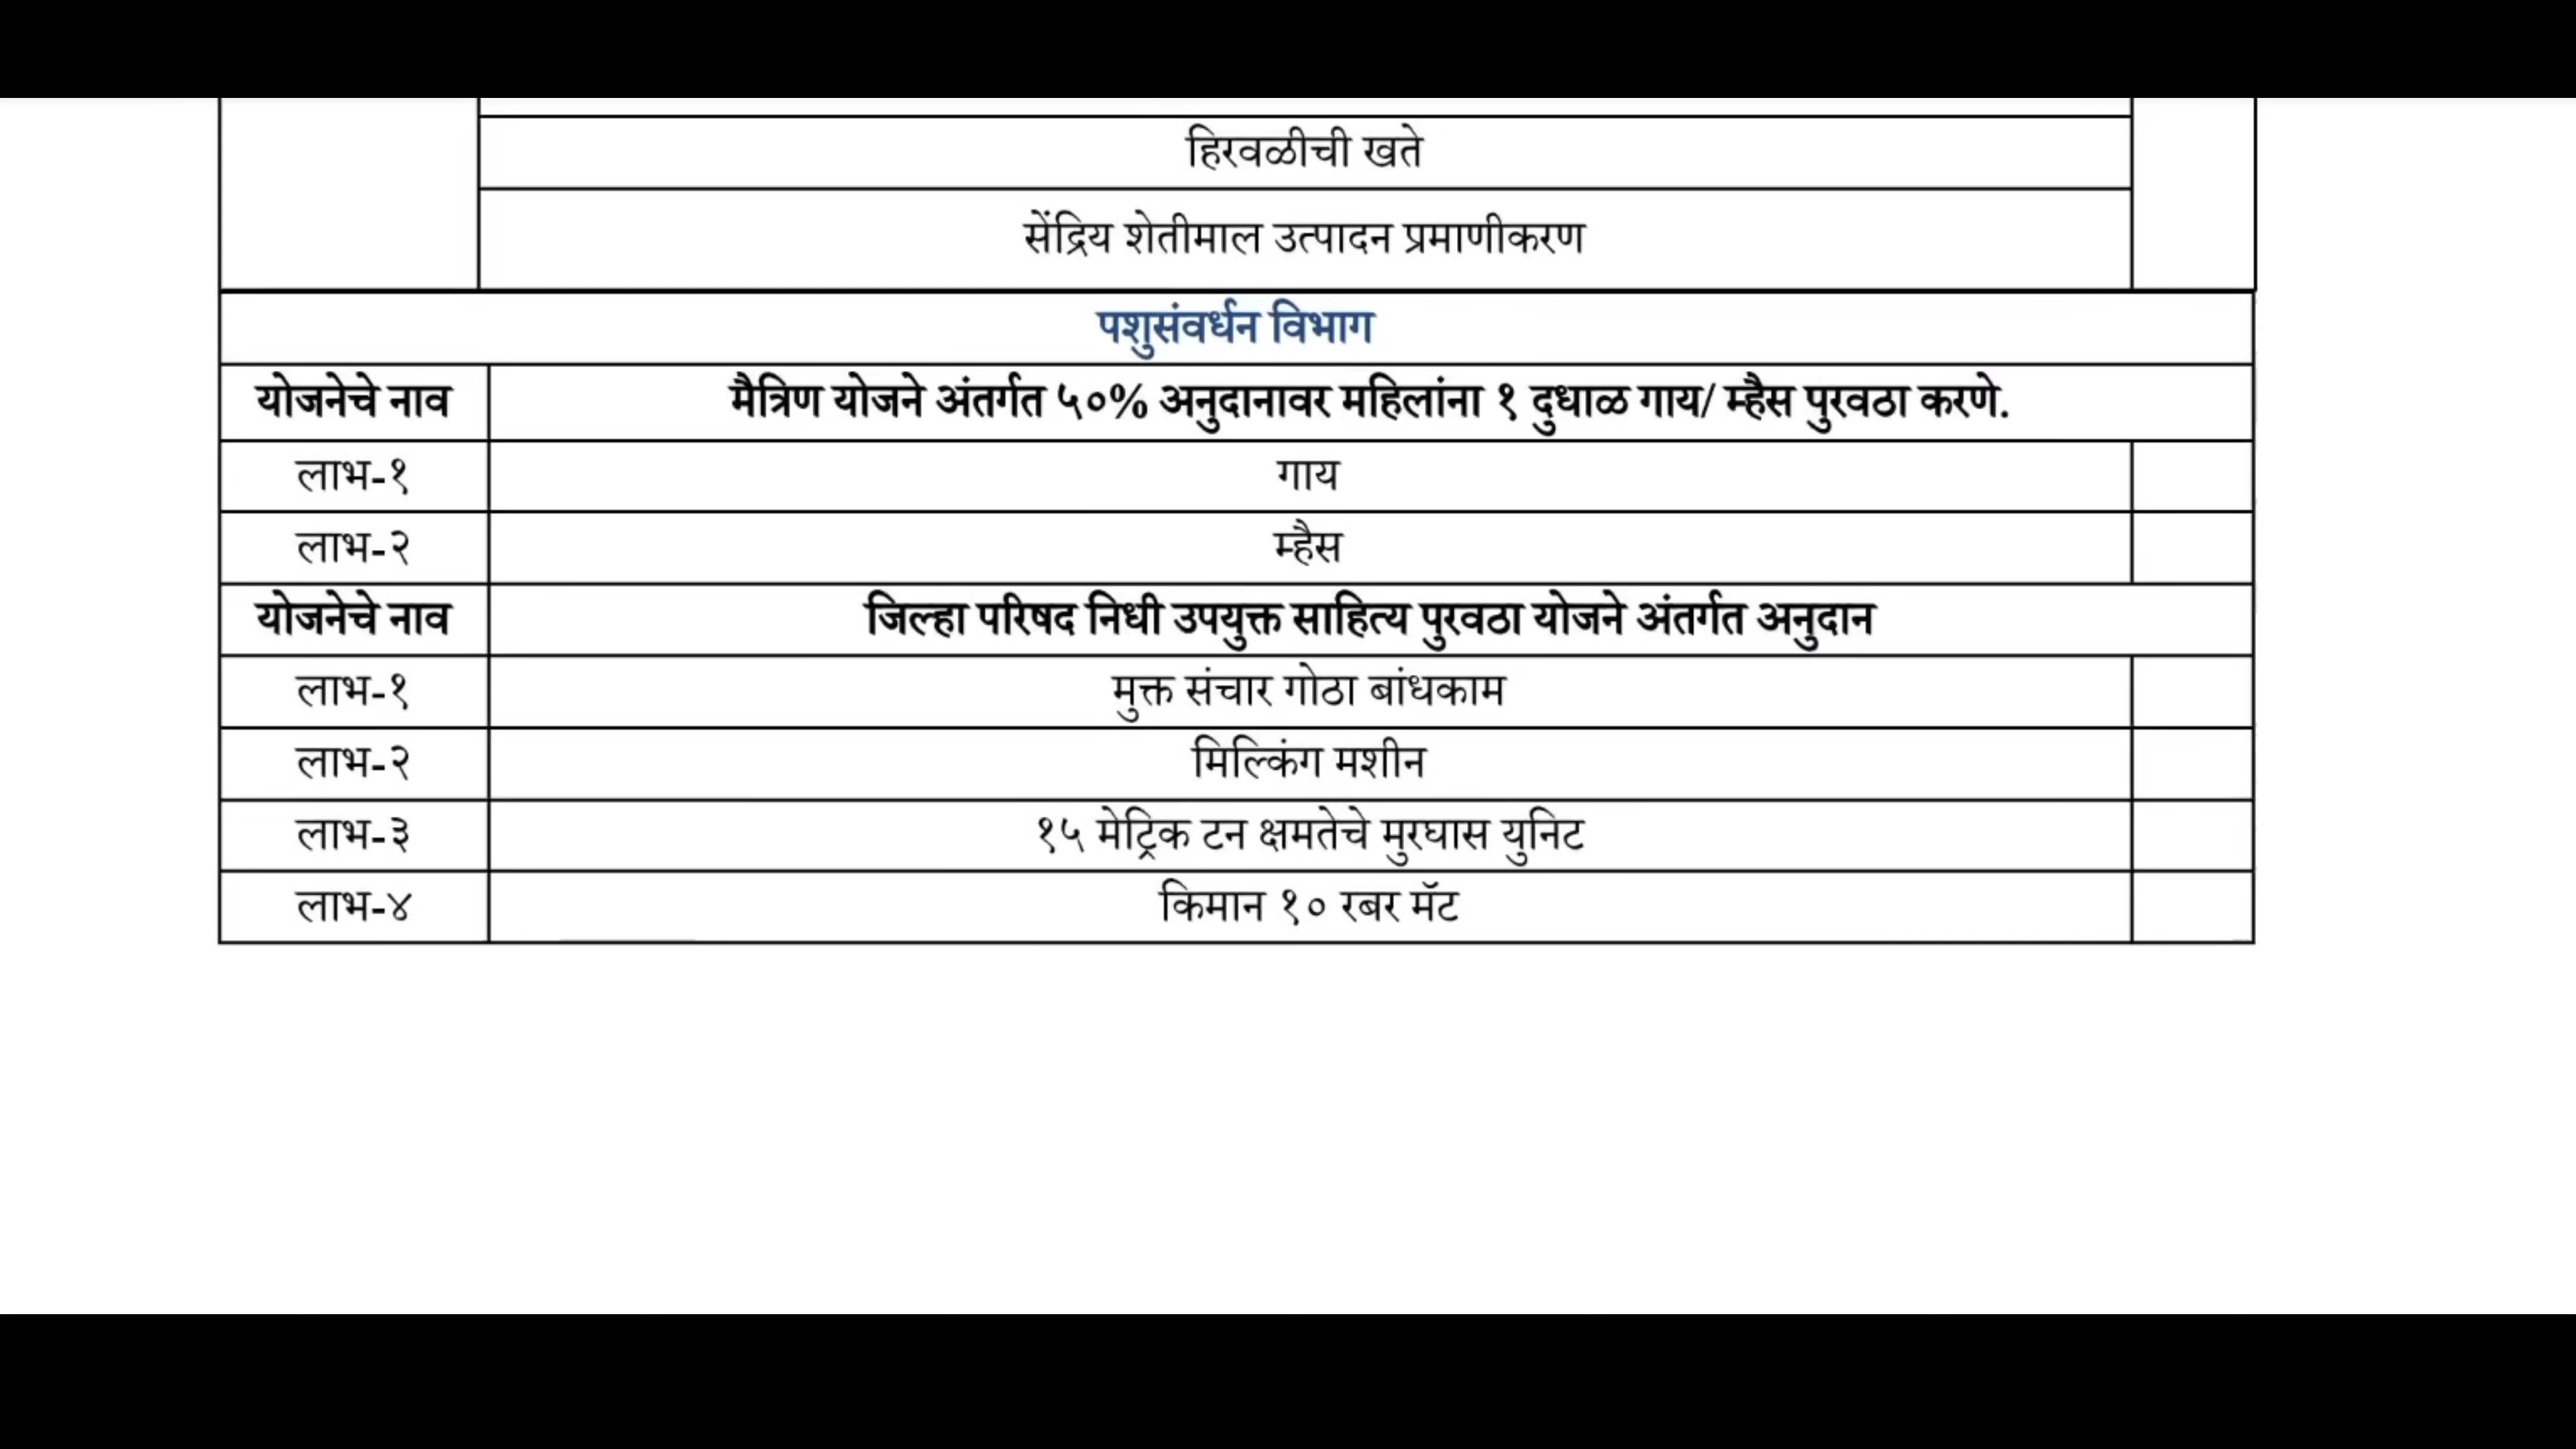 हिरवळीची खते
सेंद्रिय शेतीमाल उत्पादन प्रमाणीकरण
पशुसंवर्धन विभाग
योजनेचे नाव मैत्रिण योजने अंतर्गत ५०% अनुदानावर महिलांना १ दुधाळ गाय/ म्हैस पुरवठा करणे.
लाभ-१ गाय
लाभ-२ म्हैस
योजनेचे नाव जिल्हा परिषद निधी उपयुक्त साहित्य पुरवठा योजने अंतर्गत अनुदान
लाभ-१ मुक्त संचार गोठा बांधकाम
लाभ-२ मिल्किंग मशीन
लाभ-३ १५ मेट्रिक टन क्षमतेचे मुरघास युनिट
लाभ-४ किमान १० रबर मॅट